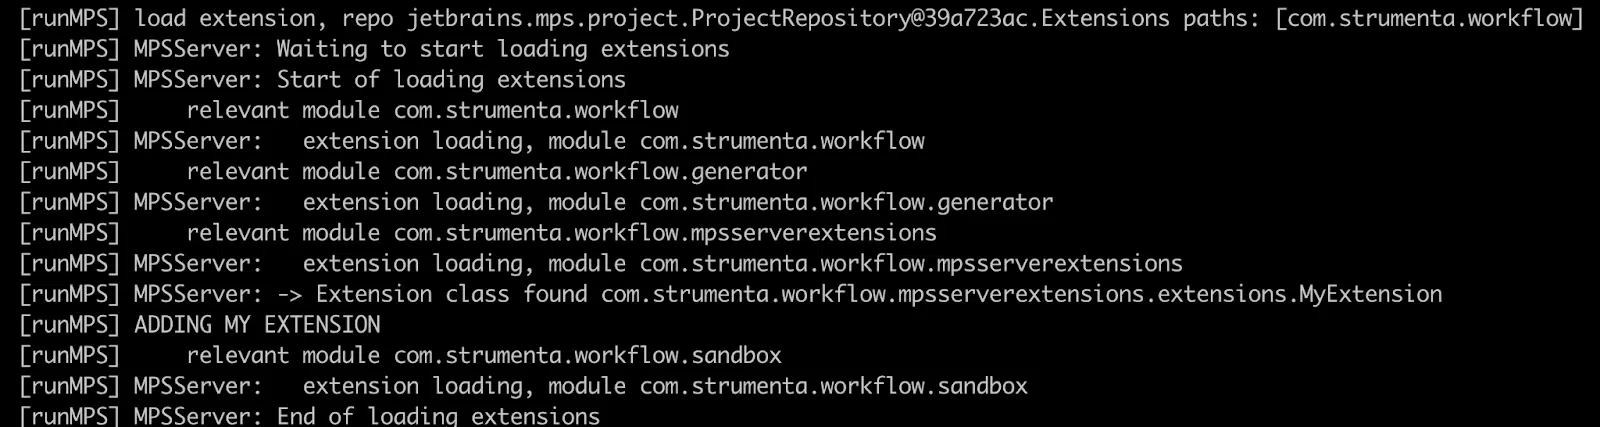 [runMPS] load extension, repo jetbrains.mps.project.ProjectRepository@39a723ac.Extensions paths: [com.strumenta.workflow]
[runMPS] MPSServer: Waiting to start loading extensions
[runMPS] MPSServer: Start of loading extensions
[runMPS]     relevant module com.strumenta.workflow
[runMPS] MPSServer:   extension loading, module com.strumenta.workflow
[runMPS]     relevant module com.strumenta.workflow.generator
[runMPS] MPSServer:   extension loading, module com.strumenta.workflow.generator
[runMPS]     relevant module com.strumenta.workflow.mpsserverextensions
[runMPS] MPSServer:   extension loading, module com.strumenta.workflow.mpsserverextensions
[runMPS] MPSServer: -> Extension class found com.strumenta.workflow.mpsserverextensions.extensions.MyExtension
[runMPS] ADDING MY EXTENSION
[runMPS]     relevant module com.strumenta.workflow.sandbox
[runMPS] MPSServer:   extension loading, module com.strumenta.workflow.sandbox
[runMPS] MPSServer: End of loading extensions